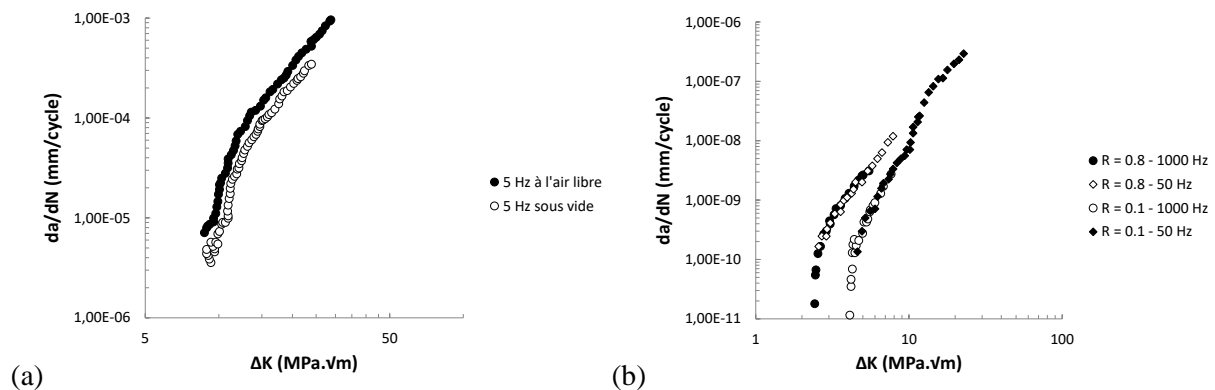 1,00E-03
1,00E-04
1,00E-05
1,00E-06
da/dN (mm/cycle)
5
50
ΔK (MPa.√m)
5 Hz à l'air libre
5 Hz sous vide
(a)
1,00E-06
1,00E-07
1,00E-08
1,00E-09
1,00E-10
1,00E-11
da/dN (mm/cycle)
1
10
100
ΔK (MPa.√m)
R = 0.8 - 1000 Hz
R = 0.8 - 50 Hz
R = 0.1 - 1000 Hz
R = 0.1 - 50 Hz
(b)